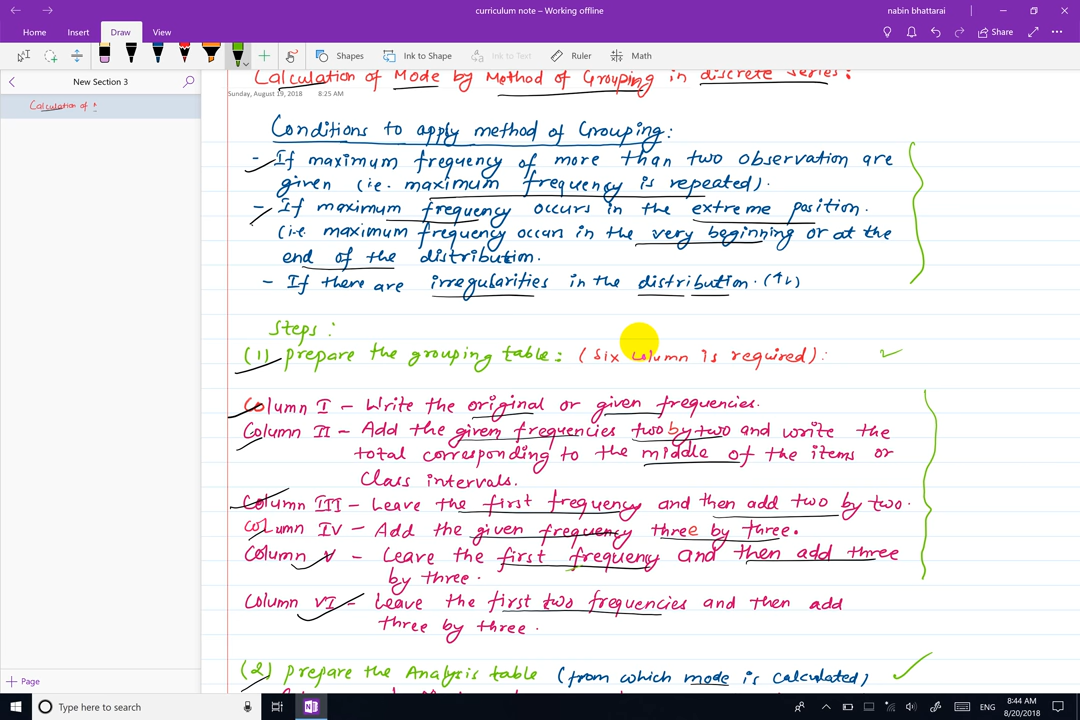 curriculum note – Working offline
nabin bhattarai
Home Insert Draw View
Share
Shapes Ink to Shape Ink to Text Ruler Math
New Section 3
Calculation of
Calculation of Mode by Method of Grouping in discrete series:
Sunday, August 19, 2018 8:25 AM
Conditions to apply method of Grouping:
- If maximum frequency of more than two observation are
given (ie. maximum frequency is repeated).
- If maximum frequency occurs in the extreme position.
(i.e maximum frequency occurs in the very beginning or at the
end of the distribution.
- If there are irregularities in the distribution. (↑↓)
Steps:
(1) prepare the grouping table: (six column is required):
Column I - Write the original or given frequencies.
Column II - Add the given frequencies two by two and write the
total corresponding to the middle of the items or
Class intervals.
Column III - Leave the first frequency and then add two by two.
Column IV - Add the given frequency three by three.
Column V - Leave the first frequency and then add three
by three.
Column VI - Leave the first two frequencies and then add
three by three.
(2) prepare the Analysis table (from which mode is calculated)
Page
Type here to search
ENG
8:44 AM
8/20/2018